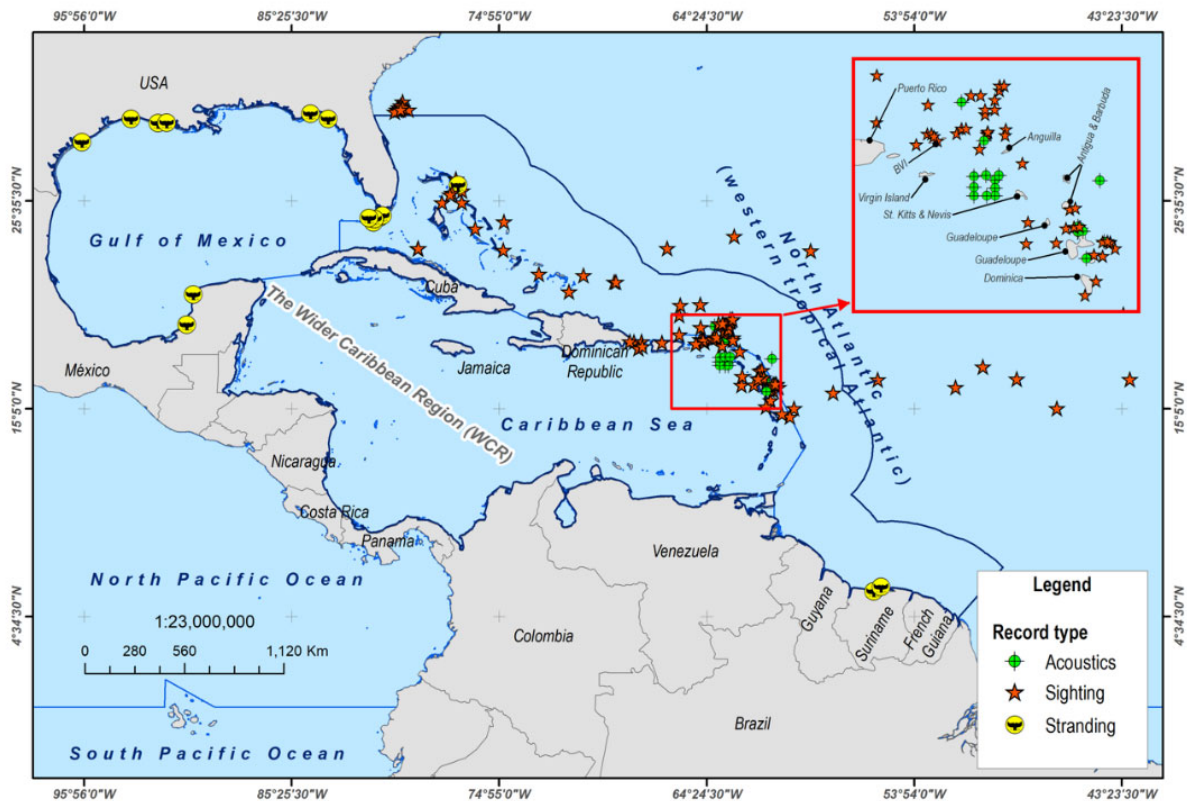 95°56'0"W 85°25'30"W 74°55'0"W 64°24'30"W 53°54'0"W 43°23'30"W
USA
Puerto Rico
Antigua & Barbuda
Anguilla
BVI
Virgin Island
St. Kitts & Nevis
Guadeloupe
Guadeloupe
Dominica
25°35'30"N 25°35'30"N
Gulf of Mexico
North Atlantic
(western tropical Atlantic)
Cuba
The Wider Caribbean Region (WCR)
México
Jamaica
Dominican
Republic
15°5'0"N 15°5'0"N
Caribbean Sea
Nicaragua
Costa Rica
Panama
Venezuela
North Pacific Ocean
Guyana
Suriname
French
Guiana
4°34'30"N 4°34'30"N
1:23,000,000
0 280 560 1,120 Km
Colombia
Brazil
South Pacific Ocean
Legend
Record type
Acoustics
Sighting
Stranding
95°56'0"W 85°25'30"W 74°55'0"W 64°24'30"W 53°54'0"W 43°23'30"W